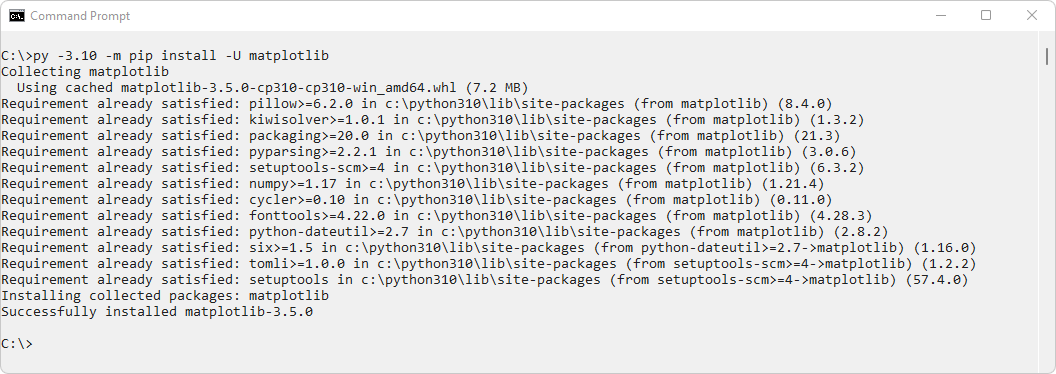 Command Prompt
C:\>py -3.10 -m pip install -U matplotlib
Collecting matplotlib
  Using cached matplotlib-3.5.0-cp310-cp310-win_amd64.whl (7.2 MB)
Requirement already satisfied: pillow>=6.2.0 in c:\python310\lib\site-packages (from matplotlib) (8.4.0)
Requirement already satisfied: kiwisolver>=1.0.1 in c:\python310\lib\site-packages (from matplotlib) (1.3.2)
Requirement already satisfied: packaging>=20.0 in c:\python310\lib\site-packages (from matplotlib) (21.3)
Requirement already satisfied: pyparsing>=2.2.1 in c:\python310\lib\site-packages (from matplotlib) (3.0.6)
Requirement already satisfied: setuptools-scm>=4 in c:\python310\lib\site-packages (from matplotlib) (6.3.2)
Requirement already satisfied: numpy>=1.17 in c:\python310\lib\site-packages (from matplotlib) (1.21.4)
Requirement already satisfied: cycler>=0.10 in c:\python310\lib\site-packages (from matplotlib) (0.11.0)
Requirement already satisfied: fonttools>=4.22.0 in c:\python310\lib\site-packages (from matplotlib) (4.28.3)
Requirement already satisfied: python-dateutil>=2.7 in c:\python310\lib\site-packages (from matplotlib) (2.8.2)
Requirement already satisfied: six>=1.5 in c:\python310\lib\site-packages (from python-dateutil>=2.7->matplotlib) (1.16.0)
Requirement already satisfied: tomli>=1.0.0 in c:\python310\lib\site-packages (from setuptools-scm>=4->matplotlib) (1.2.2)
Requirement already satisfied: setuptools in c:\python310\lib\site-packages (from setuptools-scm>=4->matplotlib) (57.4.0)
Installing collected packages: matplotlib
Successfully installed matplotlib-3.5.0
C:\>